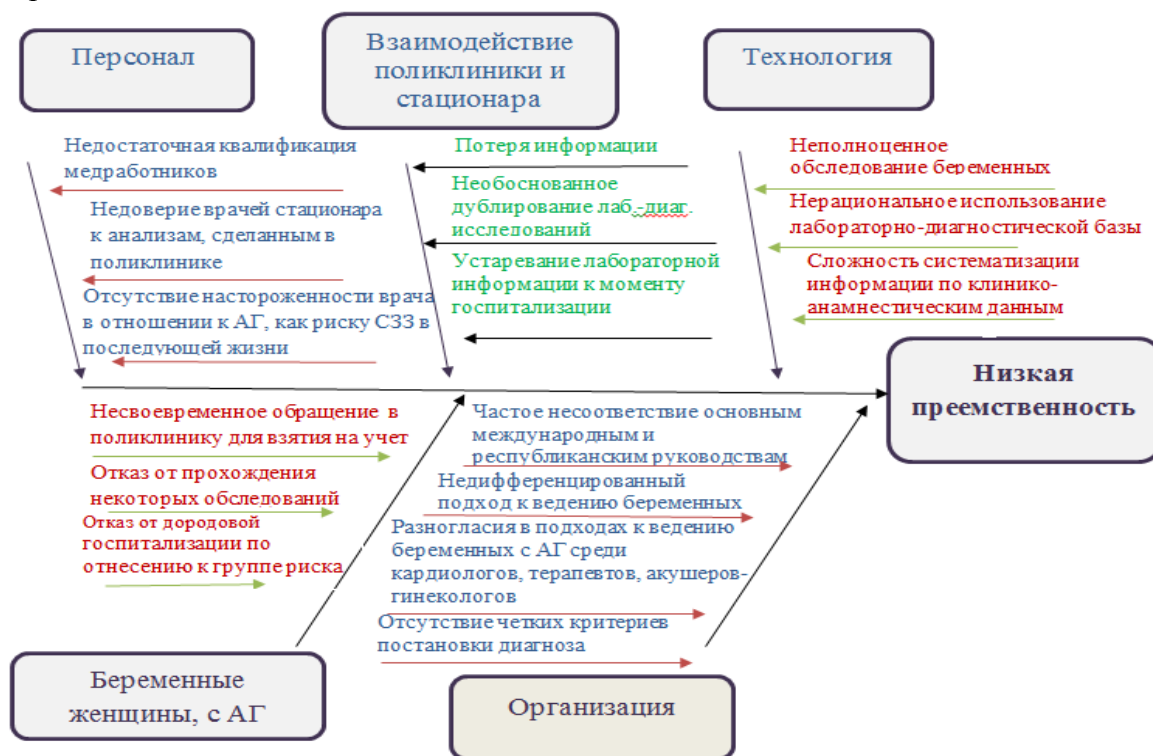 Персонал
Взаимодействие
поликлиники и
стационара
Технология
Недостаточная квалификация
медработников
Недоверие врачей стационара
к анализам, сделанным в
поликлинике
Отсутствие настороженности врача
в отношении к АГ, как риску СЗЗ в
последующей жизни
Потеря информации
Необоснованное
дублирование лаб.-диаг.
исследований
Устаревание лабораторной
информации к моменту
госпитализации
Неполноценное
обследование беременных
Нерациональное использование
лабораторно-диагностической базы
Сложность систематизации
информации по клинико-
анамнестическим данным
Низкая
преемственность
Несвоевременное обращение в
поликлинику для взятия на учет
Отказ от прохождения
некоторых обследований
Отказ от дородовой
госпитализации по
отнесению к группе риска
Частое несоответствие основным
международным и
республиканским руководствам
Недифференцированный
подход к ведению беременных
Разногласия в подходах к ведению
беременных с АГ среди
кардиологов, терапевтов, акушеров-
гинекологов
Отсутствие четких критериев
постановки диагноза
Беременные
женщины, с АГ
Организация